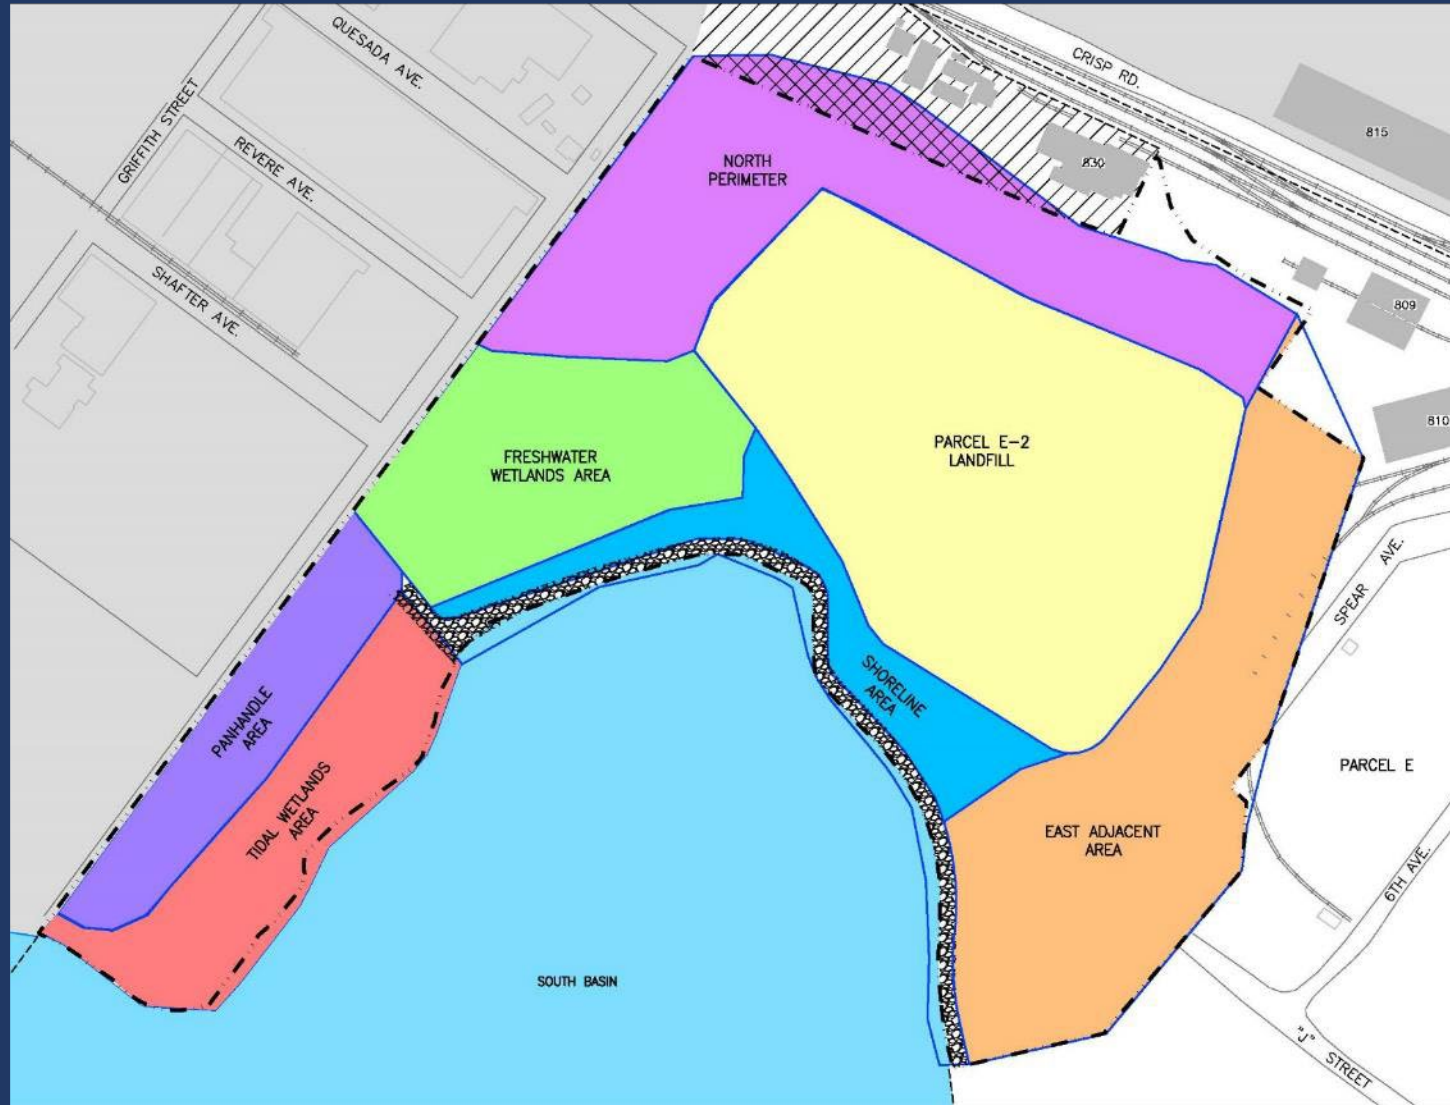 QUESADA AVE.
CRISP RD.
815
GRIFFITH STREET
REVERE AVE.
NORTH
PERIMETER
830
SHAFTER AVE.
809
810
PARCEL E-2
LANDFILL
FRESHWATER
WETLANDS AREA
SPEAR AVE.
SHORELINE
AREA
PANHANDLE
AREA
TIDAL WETLANDS
AREA
PARCEL E
EAST ADJACENT
AREA
6TH AVE.
SOUTH BASIN
"J" STREET